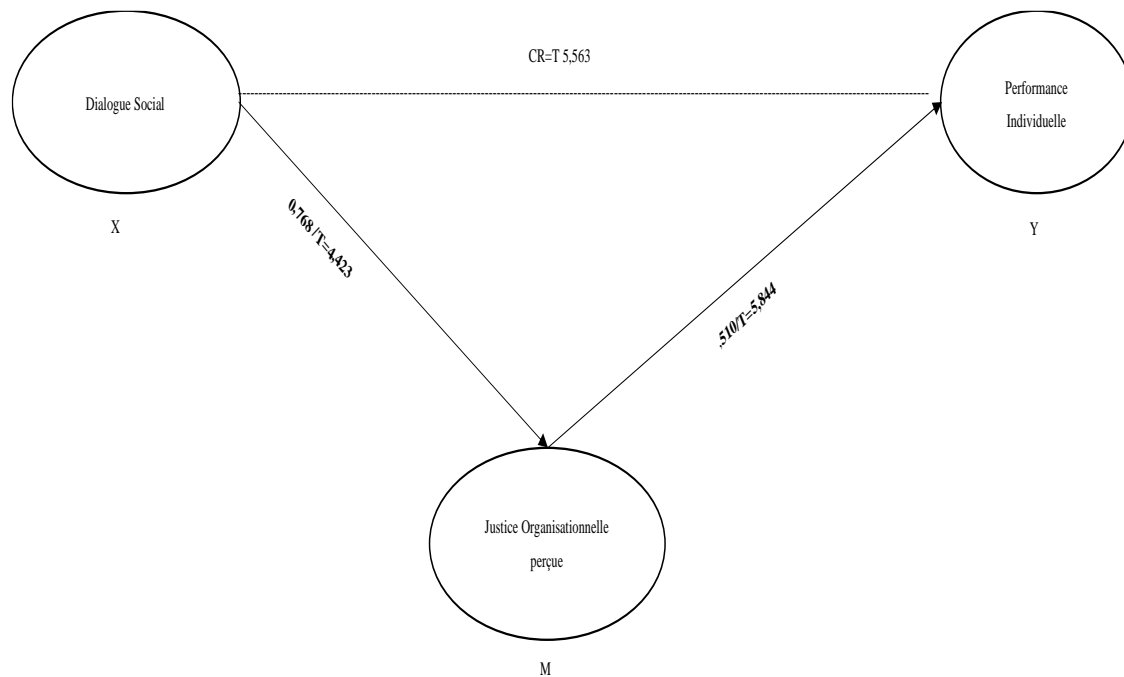 CR=T 5,563
Dialogue Social
Performance
Individuelle
X
Y
0,768 /T=4,423
,510/T=5,844
Justice Organisationnelle
perçue
M